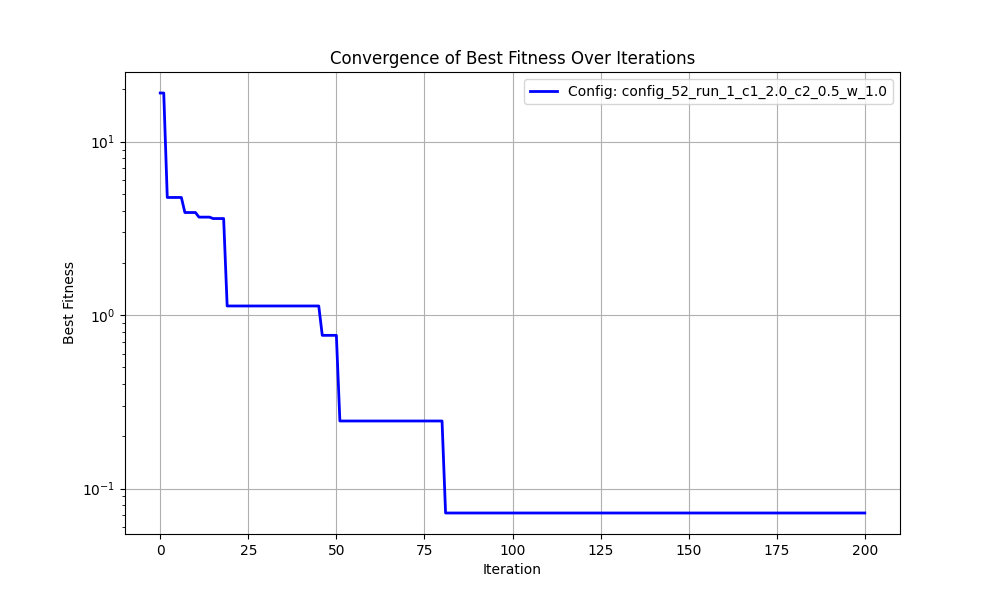 Convergence of Best Fitness Over Iterations
Config: config_52_run_1_c1_2.0_c2_0.5_w_1.0
Best Fitness
10¹
10⁰
10⁻¹
0 25 50 75 100 125 150 175 200
Iteration